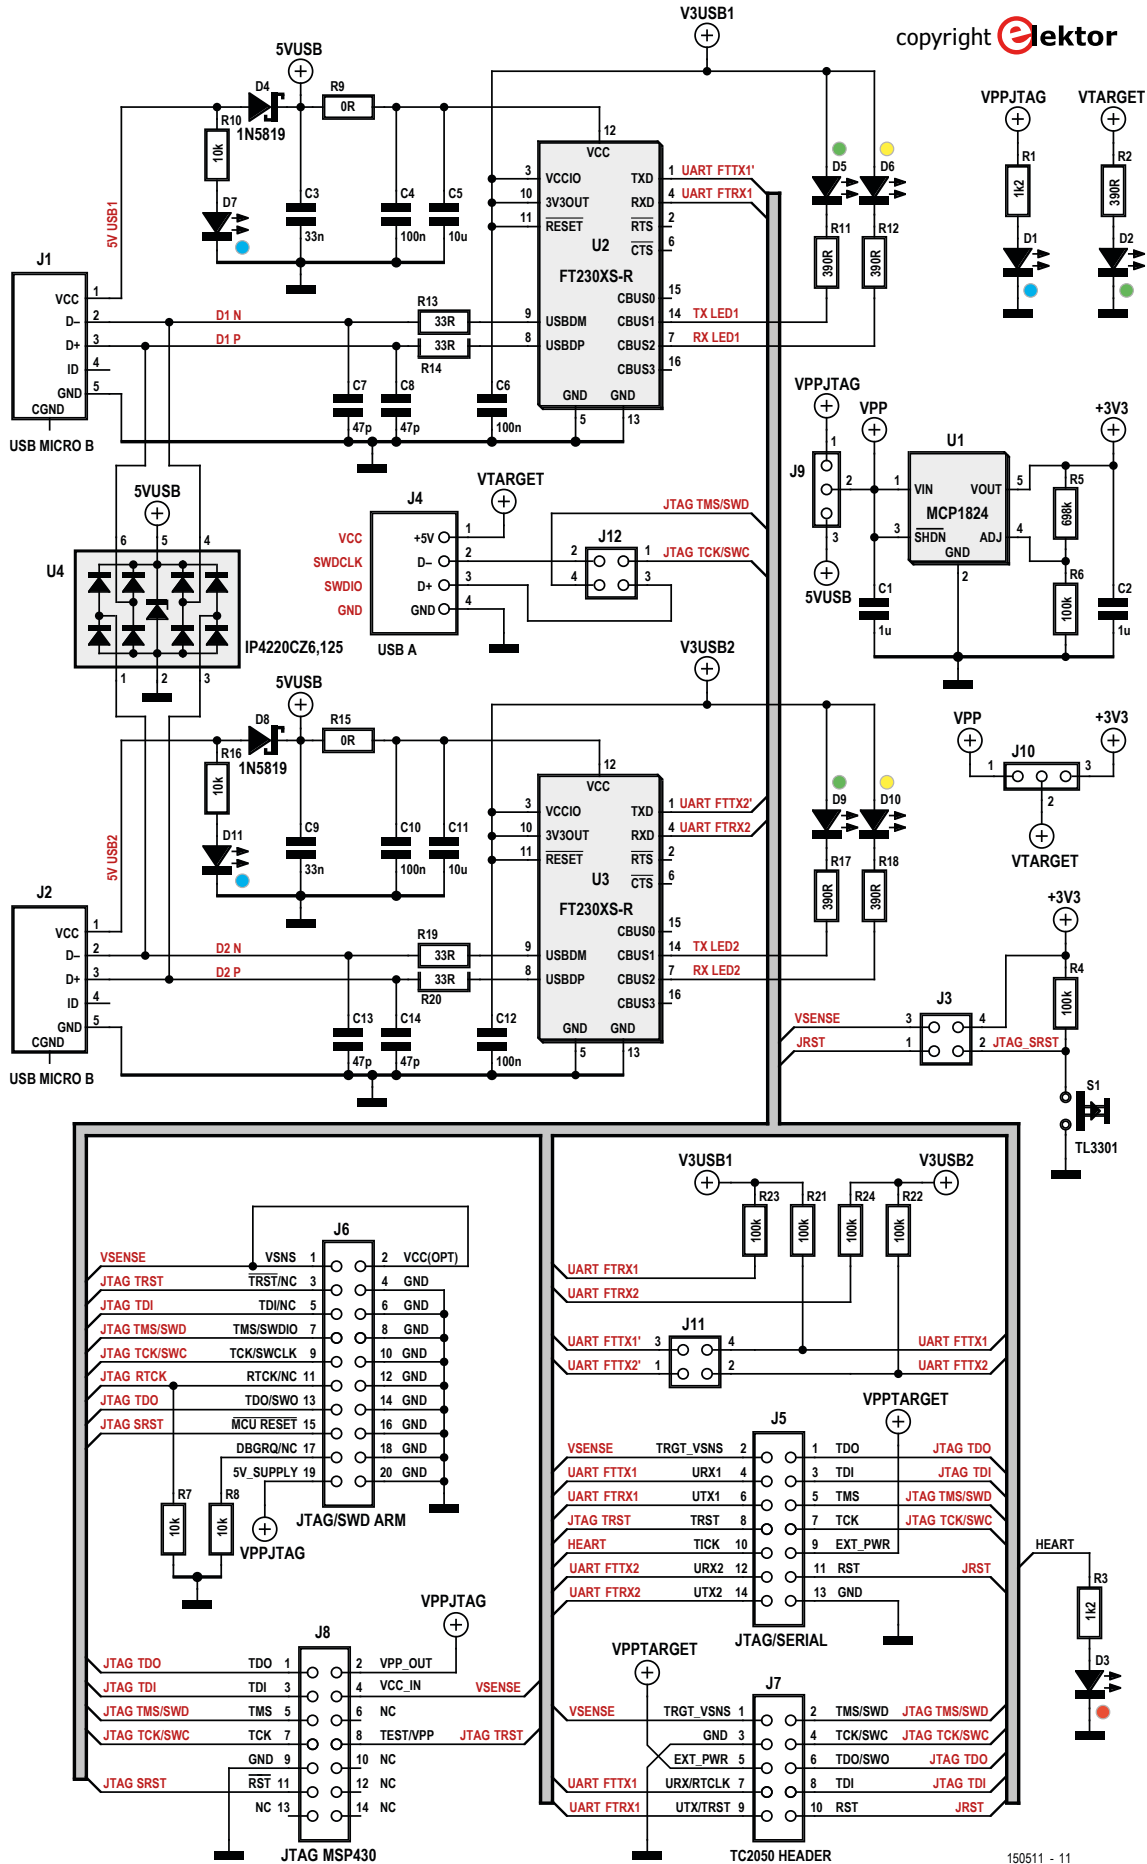 copyright elektor
V3USB1
5VUSB
D4
R9
0R
1N5819
R10
10k
D7
5V USB1
C3
33n
C4
100n
C5
10u
12
VCC
3 VCCIO
10 3V3OUT
11 RESET
U2
FT230XS-R
TXD 1 UART FTTX1'
RXD 4 UART FTRX1
RTS 2
CTS 6
CBUS0 15
CBUS1 14 TX LED1
CBUS2 7 RX LED1
CBUS3 16
9 USBDM
8 USBDP
GND GND
5 13
D5 D6
R11 R12
390R 390R
VPPJTAG VTARGET
R1 R2
1k2 390R
D1 D2
J1
VCC 1
D– 2
D+ 3
ID 4
GND 5
CGND
USB MICRO B
D1 N
D1 P
R13
33R
33R
R14
C7
47p
C8
47p
C6
100n
5VUSB
6 5 4
U4
IP4220CZ6,125
1 2 3
J4
VTARGET
VCC +5V 1
SWDCLK D– 2
SWDIO D+ 3
GND GND 4
USB A
JTAG TMS/SWD
J12
2 1 JTAG TCK/SWC
4 3
VPPJTAG
1
J9
2
3
5VUSB
VPP
U1
1 VIN VOUT 5
MCP1824
3 SHDN ADJ 4
GND
2
+3V3
R5
698k
R6
100k
C1
1u
C2
1u
V3USB2
5VUSB
D8
R15
0R
1N5819
R16
10k
D11
5V USB2
C9
33n
C10
100n
C11
10u
12
VCC
3 VCCIO
10 3V3OUT
11 RESET
U3
FT230XS-R
TXD 1 UART FTTX2'
RXD 4 UART FTRX2
RTS 2
CTS 6
CBUS0 15
CBUS1 14 TX LED2
CBUS2 7 RX LED2
CBUS3 16
9 USBDM
8 USBDP
GND GND
5 13
D9 D10
R17 R18
390R 390R
VPP +3V3
J10
1 3
2
VTARGET
J2
VCC 1
D– 2
D+ 3
ID 4
GND 5
CGND
USB MICRO B
D2 N
D2 P
R19
33R
33R
R20
C13
47p
C14
47p
C12
100n
+3V3
R4
100k
J3
VSENSE 3 4
JRST 1 2 JTAG_SRST
S1
TL3301
J6
VSENSE VSNS 1 2 VCC(OPT)
JTAG TRST TRST/NC 3 4 GND
JTAG TDI TDI/NC 5 6 GND
JTAG TMS/SWD TMS/SWDIO 7 8 GND
JTAG TCK/SWC TCK/SWCLK 9 10 GND
JTAG RTCK RTCK/NC 11 12 GND
JTAG TDO TDO/SWO 13 14 GND
JTAG SRST MCU RESET 15 16 GND
DBGRQ/NC 17 18 GND
5V_SUPPLY 19 20 GND
JTAG/SWD ARM
R7 R8
10k 10k
VPPJTAG
V3USB1 V3USB2
R23 R21 R24 R22
100k 100k 100k 100k
UART FTRX1
UART FTRX2
J11
UART FTTX1' 3 4 UART FTTX1
UART FTTX2' 1 2 UART FTTX2
VPPTARGET
J5
VSENSE TRGT_VSNS 2 1 TDO JTAG TDO
UART FTTX1 URX1 4 3 TDI JTAG TDI
UART FTRX1 UTX1 6 5 TMS JTAG TMS/SWD
JTAG TRST TRST 8 7 TCK JTAG TCK/SWC
HEART TICK 10 9 EXT_PWR
UART FTTX2 URX2 12 11 RST JRST
UART FTRX2 UTX2 14 13 GND
JTAG/SERIAL
HEART
R3
1k2
D3
VPPJTAG
J8
JTAG TDO TDO 1 2 VPP_OUT
JTAG TDI TDI 3 4 VCC_IN VSENSE
JTAG TMS/SWD TMS 5 6 NC
JTAG TCK/SWC TCK 7 8 TEST/VPP JTAG TRST
GND 9 10 NC
JTAG SRST RST 11 12 NC
NC 13 14 NC
JTAG MSP430
VPPTARGET
J7
VSENSE TRGT_VSNS 1 2 TMS/SWD JTAG TMS/SWD
GND 3 4 TCK/SWC JTAG TCK/SWC
EXT_PWR 5 6 TDO/SWO JTAG TDO
UART FTTX1 URX/RTCLK 7 8 TDI JTAG TDI
UART FTRX1 UTX/TRST 9 10 RST JRST
TC2050 HEADER
150511 - 11